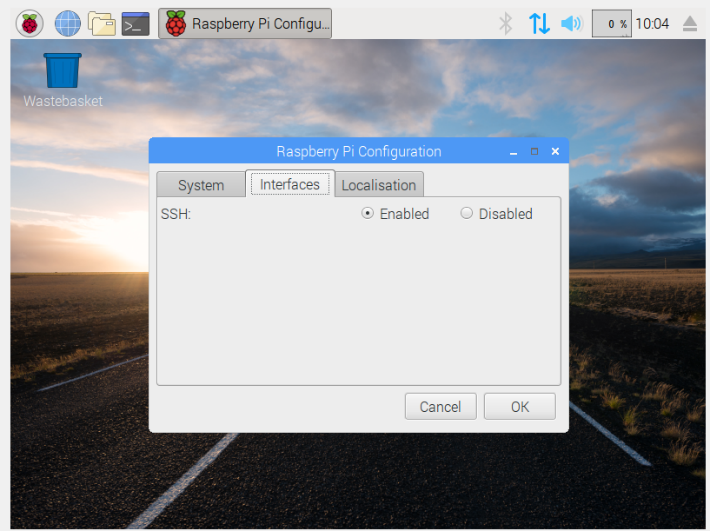 Raspberry Pi Configu...
0 %
10:04
Wastebasket
Raspberry Pi Configuration
System
Interfaces
Localisation
SSH:
Enabled
Disabled
Cancel
OK